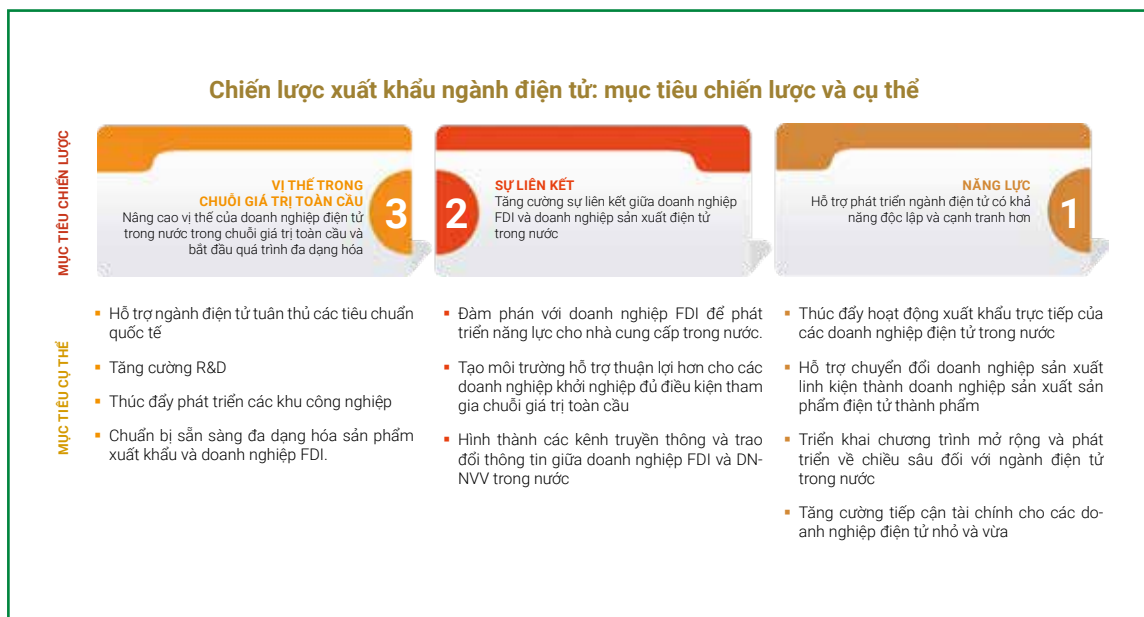 Chiến lược xuất khẩu ngành điện tử: mục tiêu chiến lược và cụ thể
MỤC TIÊU CHIẾN LƯỢC
VỊ THẾ TRONG
CHUỖI GIÁ TRỊ TOÀN CẦU
Nâng cao vị thế của doanh nghiệp điện tử
trong nước trong chuỗi giá trị toàn cầu và
bắt đầu quá trình đa dạng hóa
3
2
SỰ LIÊN KẾT
Tăng cường sự liên kết giữa doanh nghiệp
FDI và doanh nghiệp sản xuất điện tử
trong nước
NĂNG LỰC
Hỗ trợ phát triển ngành điện tử có khả
năng độc lập và cạnh tranh hơn
1
MỤC TIÊU CỤ THỂ
▪ Hỗ trợ ngành điện tử tuân thủ các tiêu chuẩn
quốc tế
▪ Tăng cường R&D
▪ Thúc đẩy phát triển các khu công nghiệp
▪ Chuẩn bị sẵn sàng đa dạng hóa sản phẩm
xuất khẩu và doanh nghiệp FDI.
▪ Đàm phán với doanh nghiệp FDI để phát
triển năng lực cho nhà cung cấp trong nước.
▪ Tạo môi trường hỗ trợ thuận lợi hơn cho các
doanh nghiệp khởi nghiệp đủ điều kiện tham
gia chuỗi giá trị toàn cầu
▪ Hình thành các kênh truyền thông và trao
đổi thông tin giữa doanh nghiệp FDI và DN-
NVV trong nước
▪ Thúc đẩy hoạt động xuất khẩu trực tiếp của
các doanh nghiệp điện tử trong nước
▪ Hỗ trợ chuyển đổi doanh nghiệp sản xuất
linh kiện thành doanh nghiệp sản xuất sản
phẩm điện tử thành phẩm
▪ Triển khai chương trình mở rộng và phát
triển về chiều sâu đối với ngành điện tử
trong nước
▪ Tăng cường tiếp cận tài chính cho các do-
anh nghiệp điện tử nhỏ và vừa